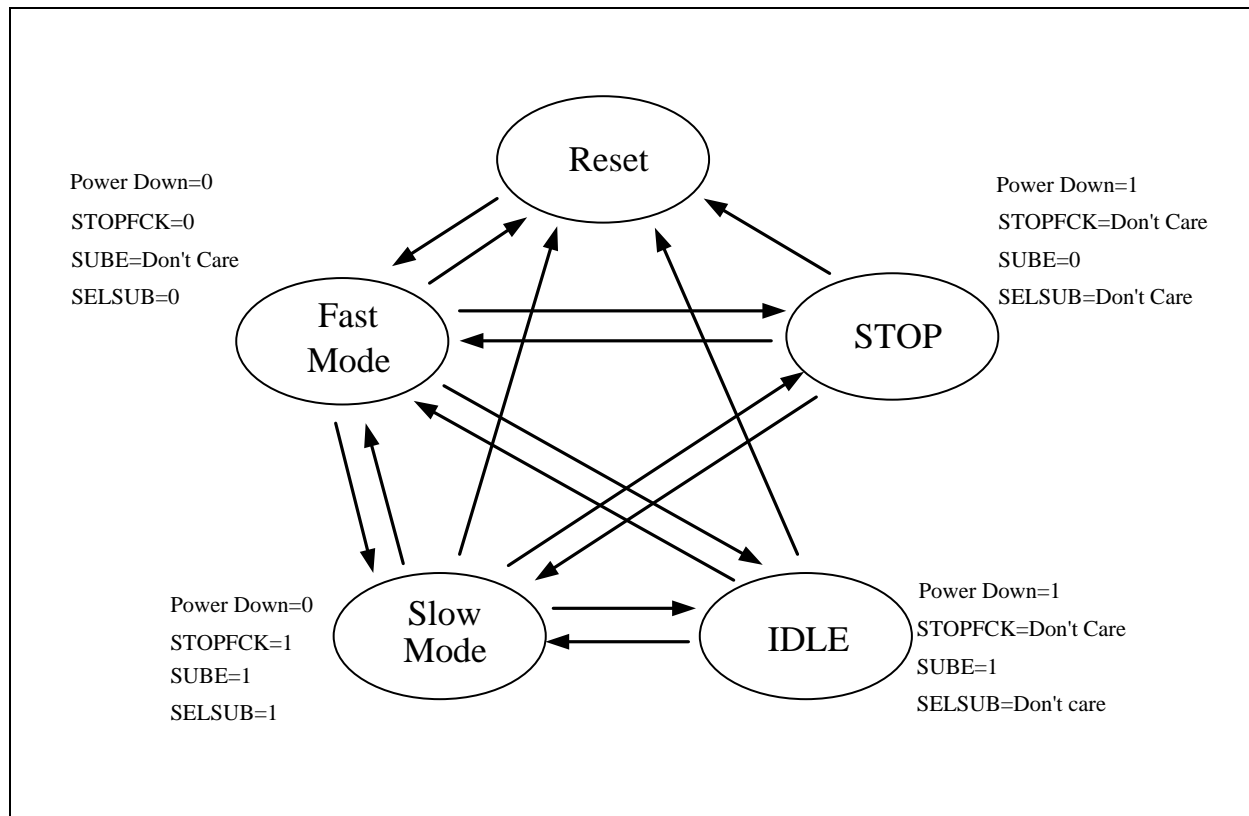 Reset
Power Down=0
STOPFCK=0
SUBE=Don't Care
SELSUB=0
Power Down=1
STOPFCK=Don't Care
SUBE=0
SELSUB=Don't Care
Fast
Mode
STOP
Power Down=0
STOPFCK=1
SUBE=1
SELSUB=1
Slow
Mode
IDLE
Power Down=1
STOPFCK=Don't Care
SUBE=1
SELSUB=Don't care